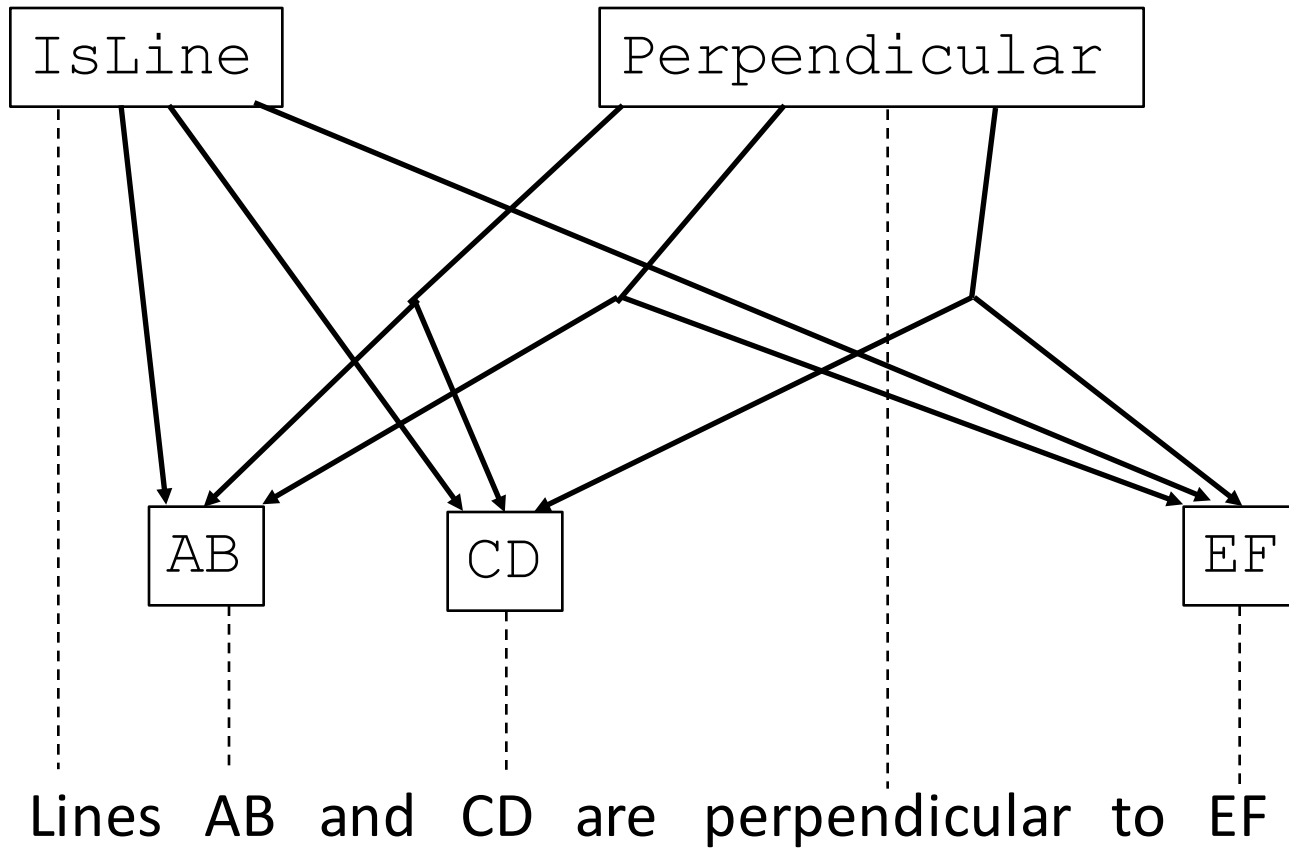 IsLine Perpendicular
AB CD EF
Lines AB and CD are perpendicular to EF